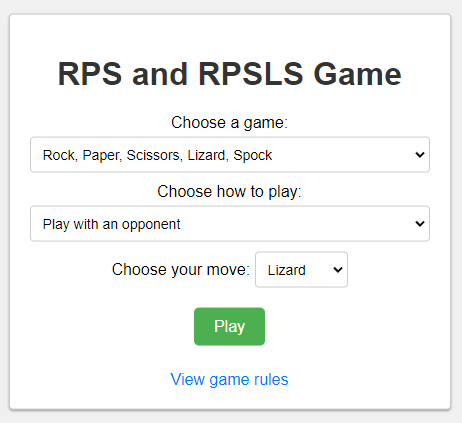 RPS and RPSLS Game
Choose a game:
Rock, Paper, Scissors, Lizard, Spock
Choose how to play:
Play with an opponent
Choose your move: Lizard
Play
View game rules